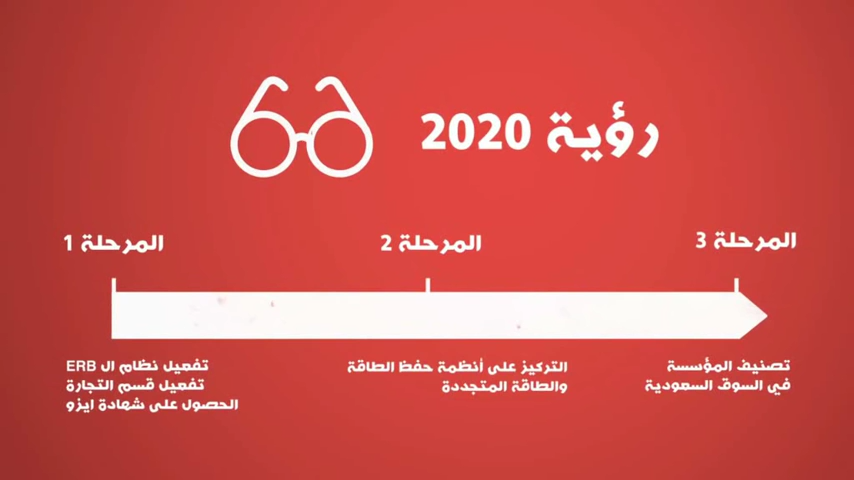 رؤية 2020
المرحلة 1
تفعيل نظام ال ERB
تفعيل قسم التجارة
الحصول على شهادة ايزو
المرحلة 2
التركيز على أنظمة حفظ الطاقة
والطاقة المتجددة
المرحلة 3
تصنيف المؤسسة
في السوق السعودية